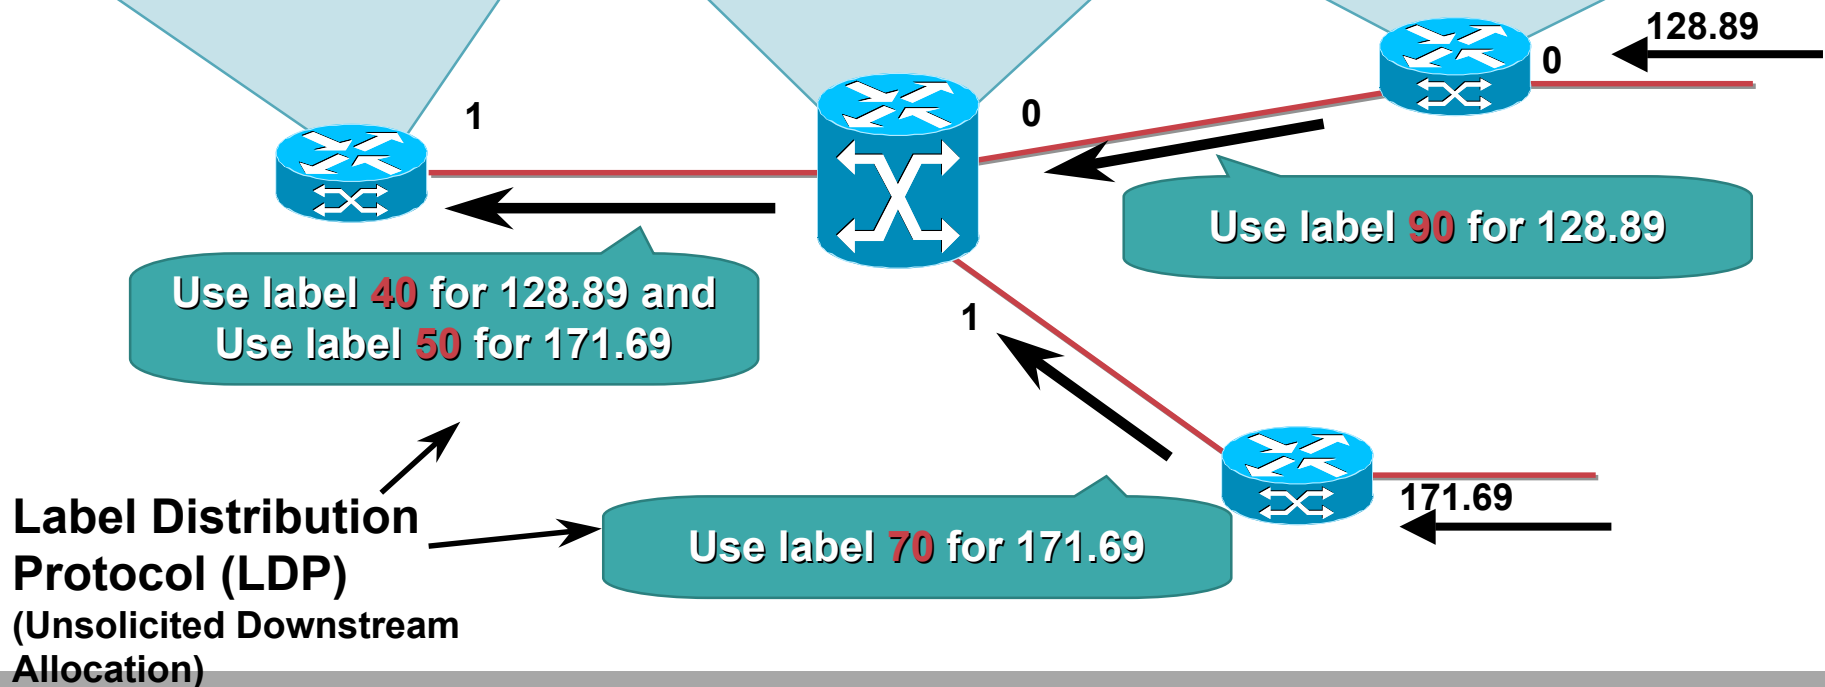 128.89
0
1
0
Use label 90 for 128.89
Use label 40 for 128.89 and
Use label 50 for 171.69
1
171.69
Label Distribution
Protocol (LDP)
(Unsolicited Downstream
Allocation)
Use label 70 for 171.69